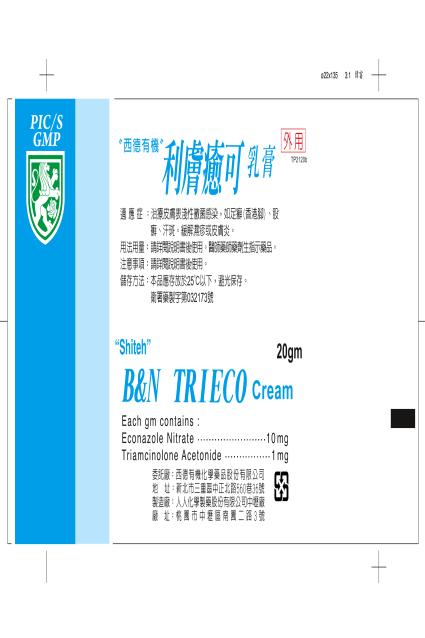 ø22x135 2:1
PIC/S
GMP
“西德有機”
利膚癒可乳膏
外用
TP2120b
適應症：治療皮膚表淺性黴菌感染，如足癬(香港腳)、股
癬、汗斑。緩解濕疹或皮膚炎。
用法用量：請詳閱說明書後使用。醫師藥師藥劑生指示藥品。
注意事項：請詳閱說明書後使用。
儲存方法：本品應存放於25℃以下，避光保存。
衛署藥製字第032173號
“Shiteh”
20gm
B&N TRIECO Cream
Each gm contains :
Econazole Nitrate ........................10mg
Triamcinolone Acetonide ................1mg
委託廠：西德有機化學藥品股份有限公司
地址：新北市三重區中正北路560巷36號
製造廠：人人化學製藥股份有限公司中壢廠
廠址：桃園市中壢區南園二路3號